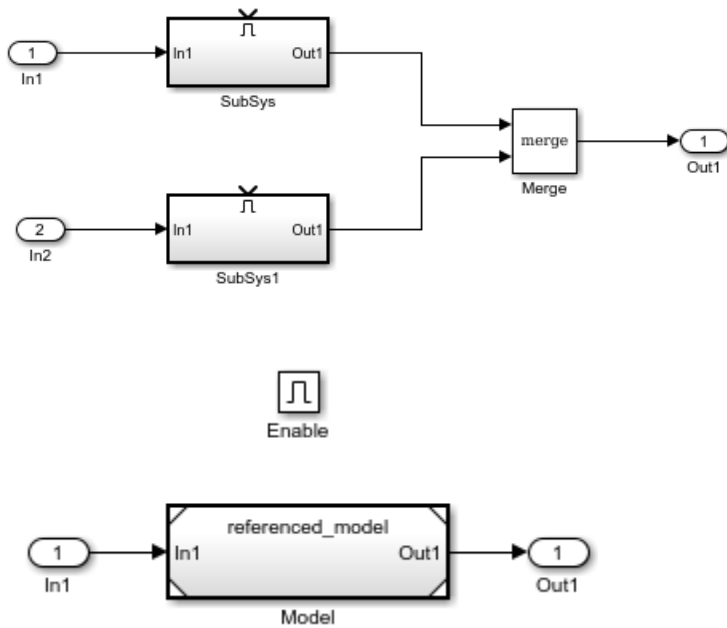 1
In1
In1 Out1
SubSys
merge
Merge
1
Out1
2
In2
In1 Out1
SubSys1
Enable
referenced_model
1
In1
In1 Out1
Model
1
Out1